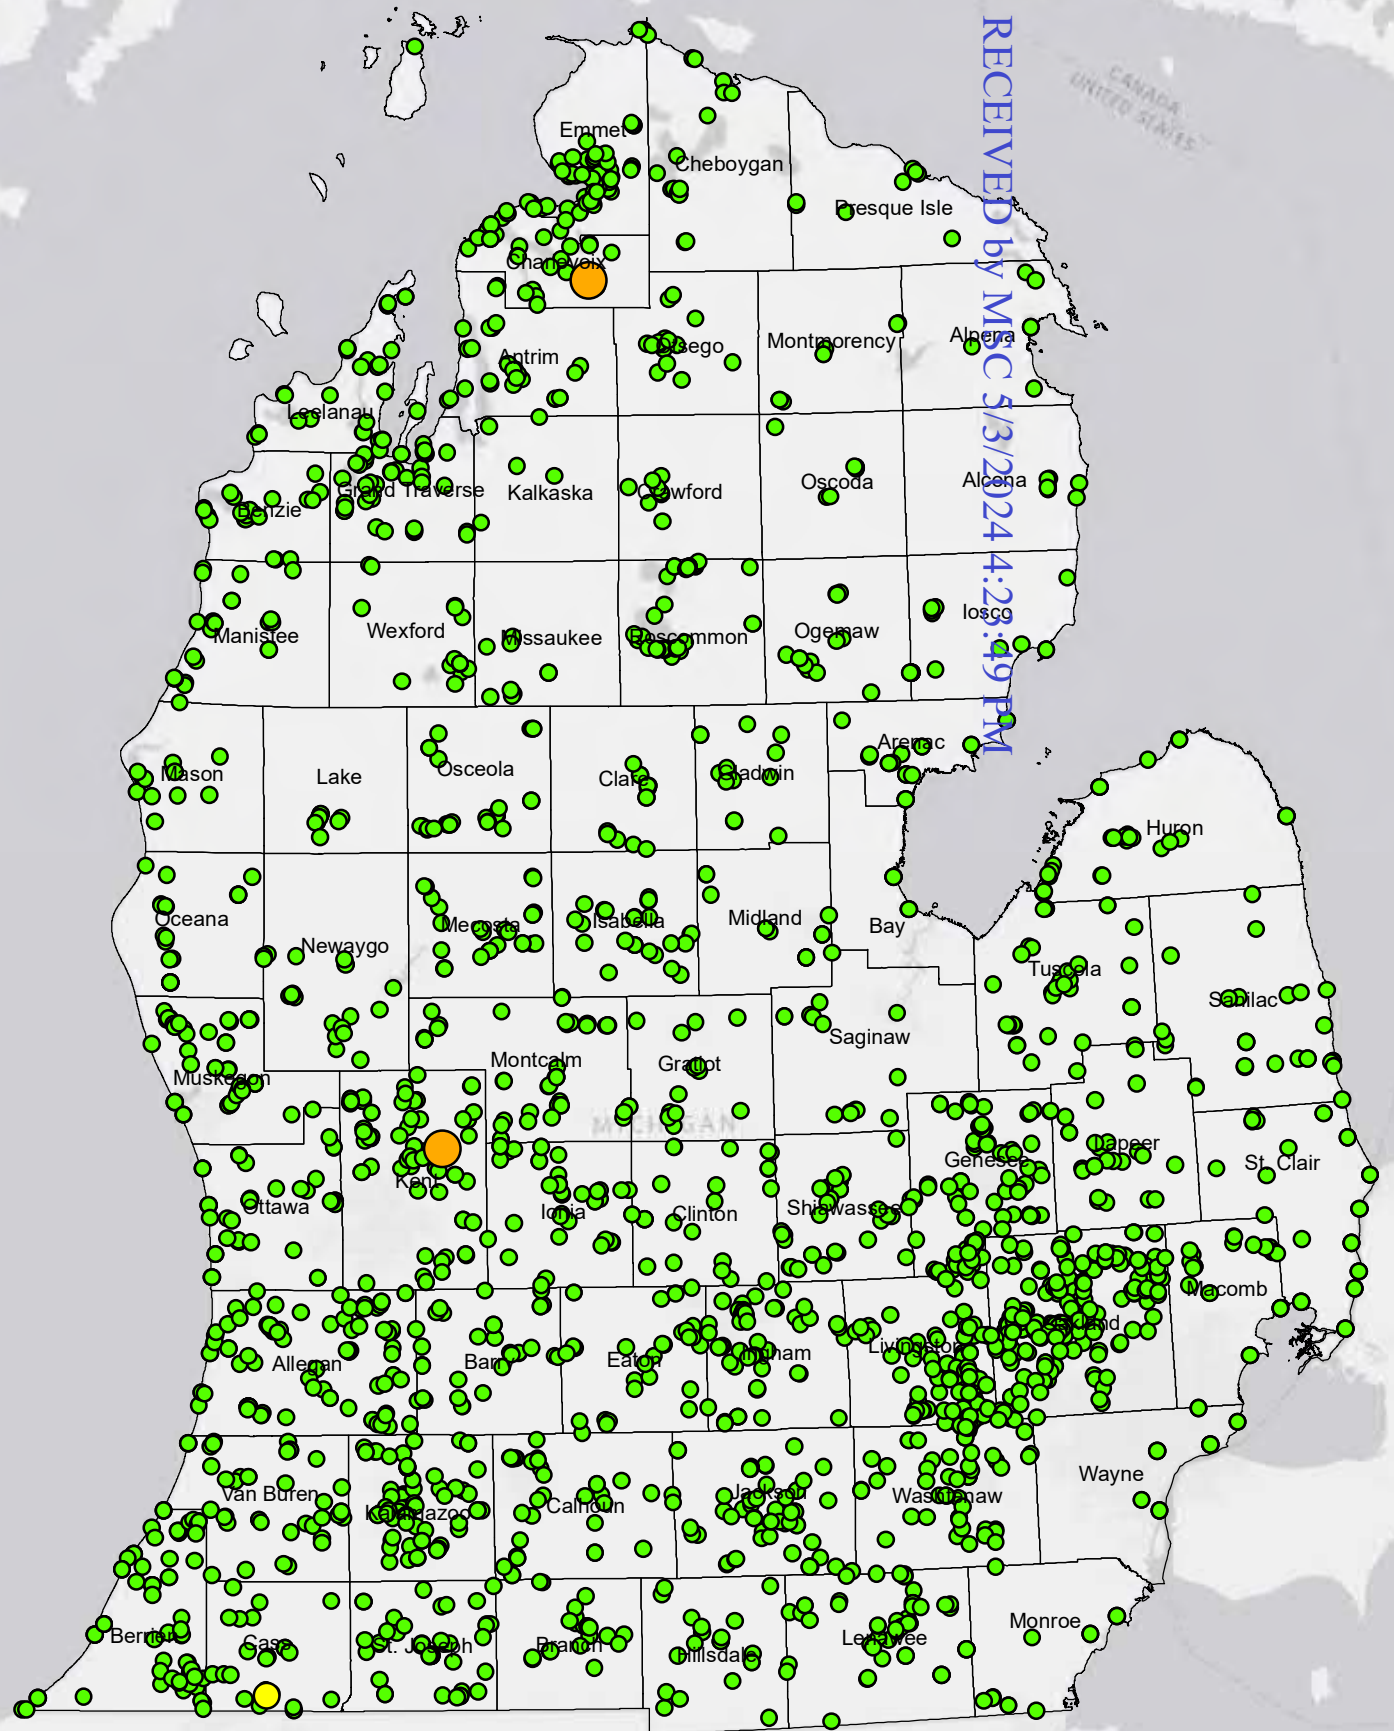 CANADA
UNITED STATES
RECEIVED by MSC 5/3/2024 4:23:49 PM
Emmet
Cheboygan
Presque Isle
Charlevoix
Antrim
Otsego
Montmorency
Alpena
Leelanau
Benzie
Grand Traverse
Kalkaska
Crawford
Oscoda
Alcona
Manistee
Wexford
Missaukee
Roscommon
Ogemaw
Iosco
Mason
Lake
Osceola
Clare
Gladwin
Arenac
Huron
Oceana
Newaygo
Mecosta
Isabella
Midland
Bay
Tuscola
Sanilac
Muskegon
Montcalm
Gratiot
Saginaw
MICHIGAN
Ottawa
Kent
Ionia
Clinton
Shiawassee
Genesee
Lapeer
St. Clair
Allegan
Barry
Eaton
Ingham
Livingston
Oakland
Macomb
Van Buren
Kalamazoo
Calhoun
Jackson
Washtenaw
Wayne
Berrien
Cass
St. Joseph
Branch
Hillsdale
Lenawee
Monroe